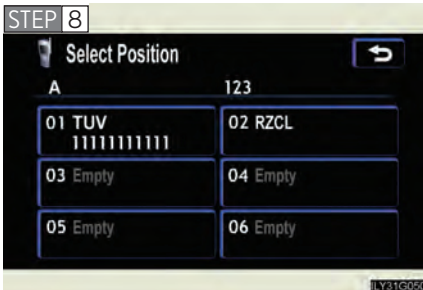 STEP 8
Select Position
A 123
01 TUV 02 RZCL
11111111111
03 Empty 04 Empty
05 Empty 06 Empty
ILY31G050